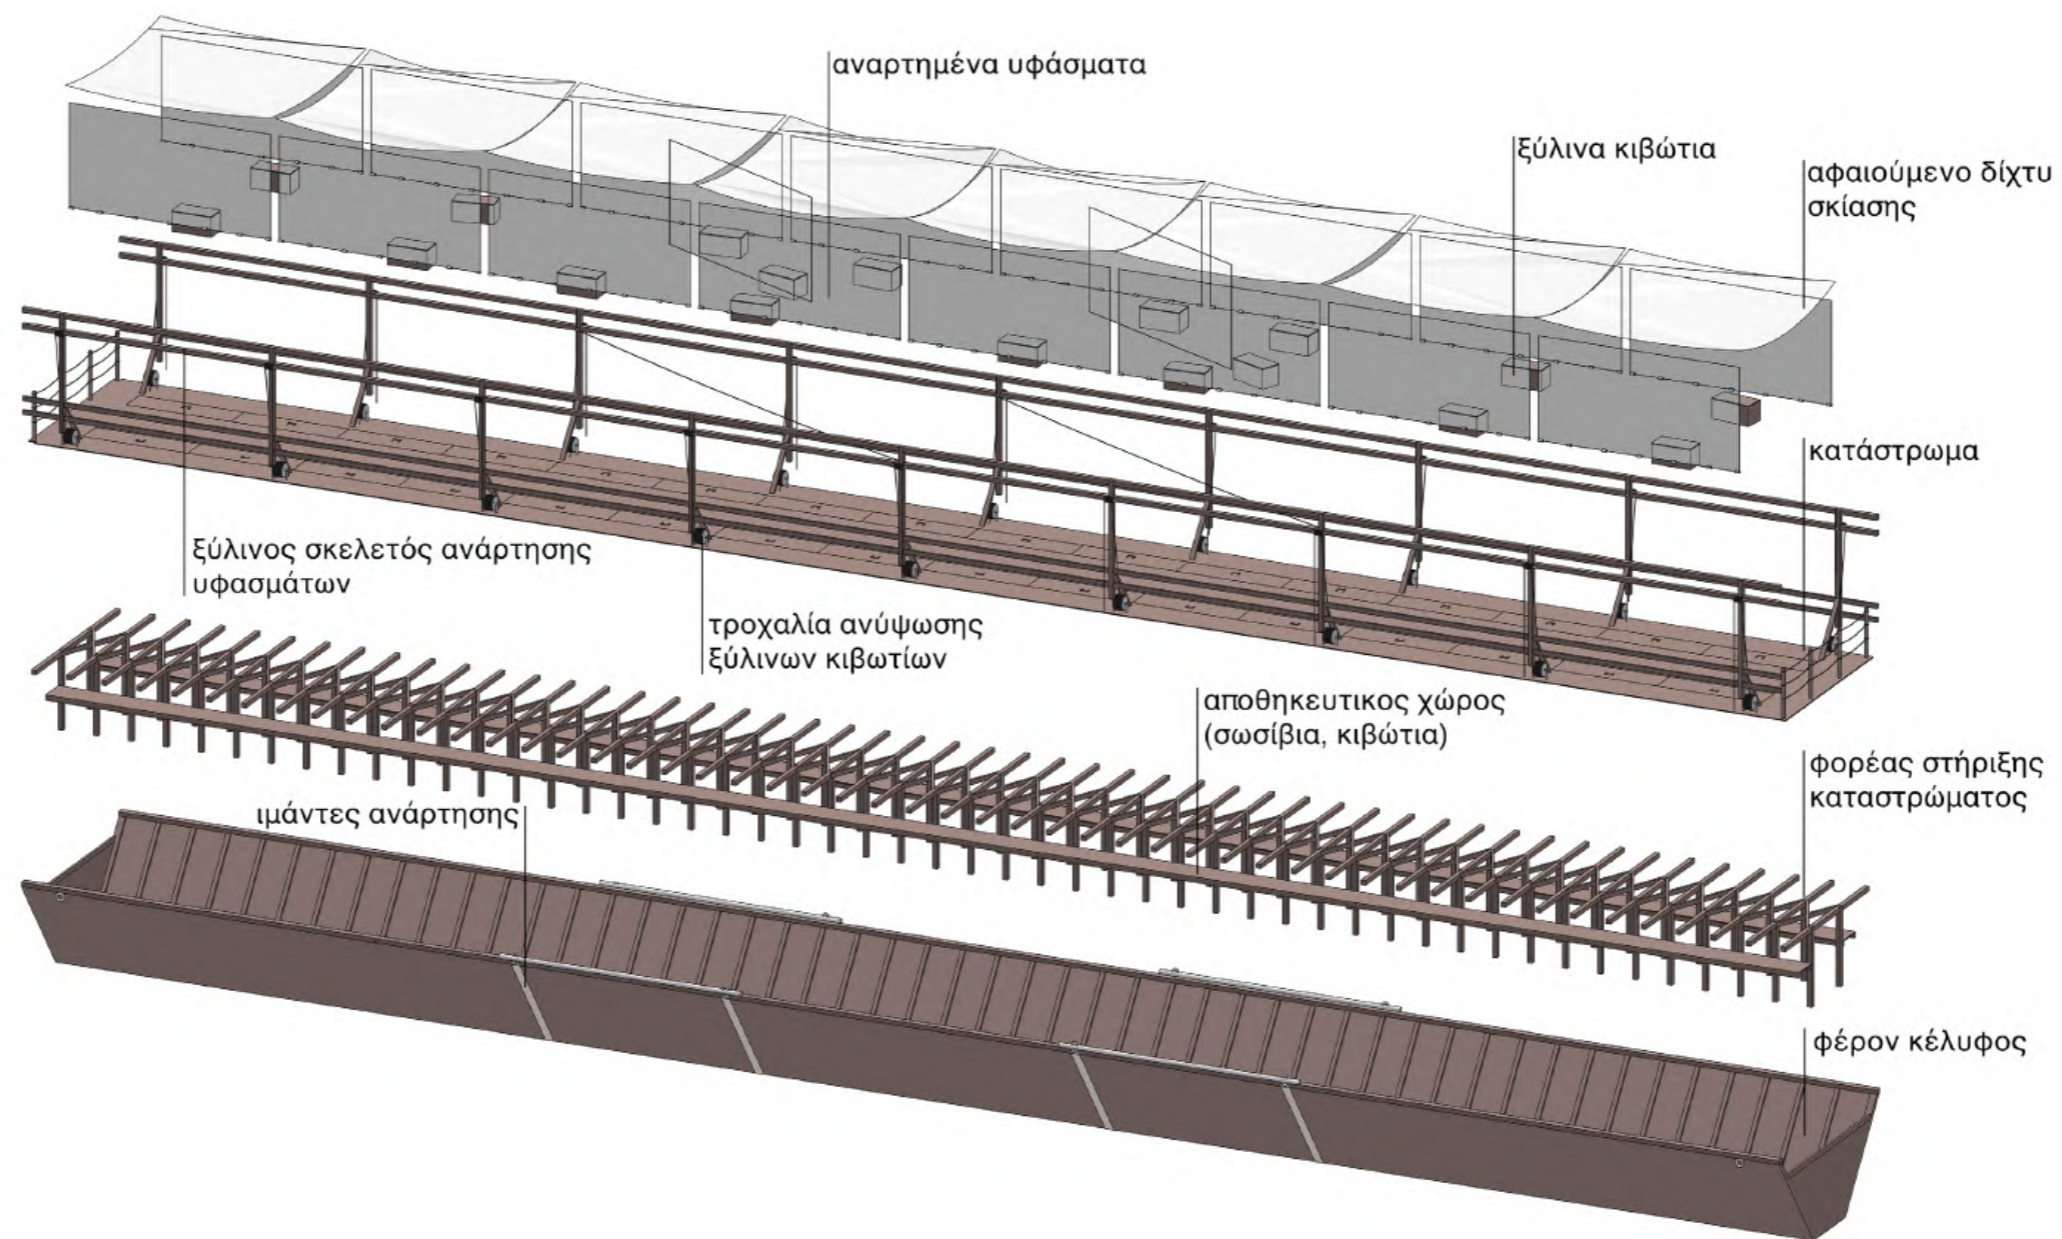 αναρτημένα υφάσματα
ξύλινα κιβώτια
αφαιούμενο δίχτυ
σκίασης
κατάστρωμα
ξύλινος σκελετός ανάρτησης
υφασμάτων
τροχαλία ανύψωσης
ξύλινων κιβωτίων
αποθηκευτικος χώρος
(σωσίβια, κιβώτια)
φορέας στήριξης
καταστρώματος
ιμάντες ανάρτησης
φέρον κέλυφος